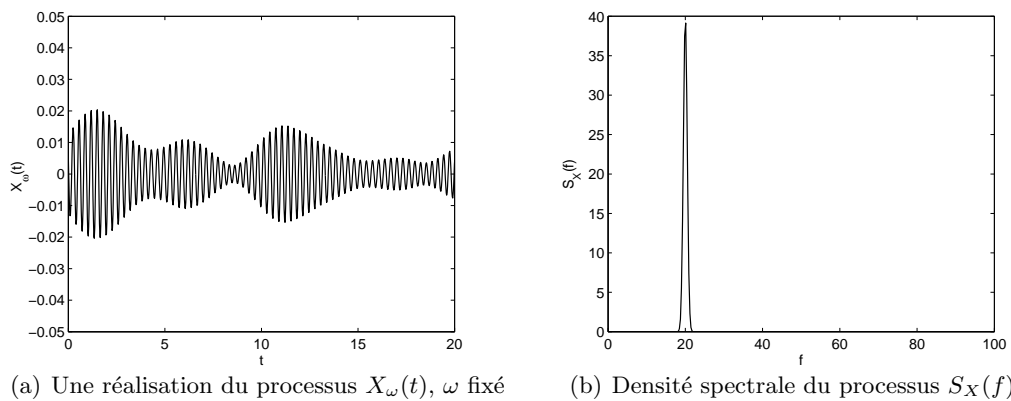 0.05
0.04
0.03
0.02
0.01
0
−0.01
−0.02
−0.03
−0.04
−0.05
X_ω(t)
0 5 10 15 20
t
40
35
30
25
20
15
10
5
0
S_X(f)
0 20 40 60 80 100
f
(a) Une réalisation du processus X_ω(t), ω fixé
(b) Densité spectrale du processus S_X(f)